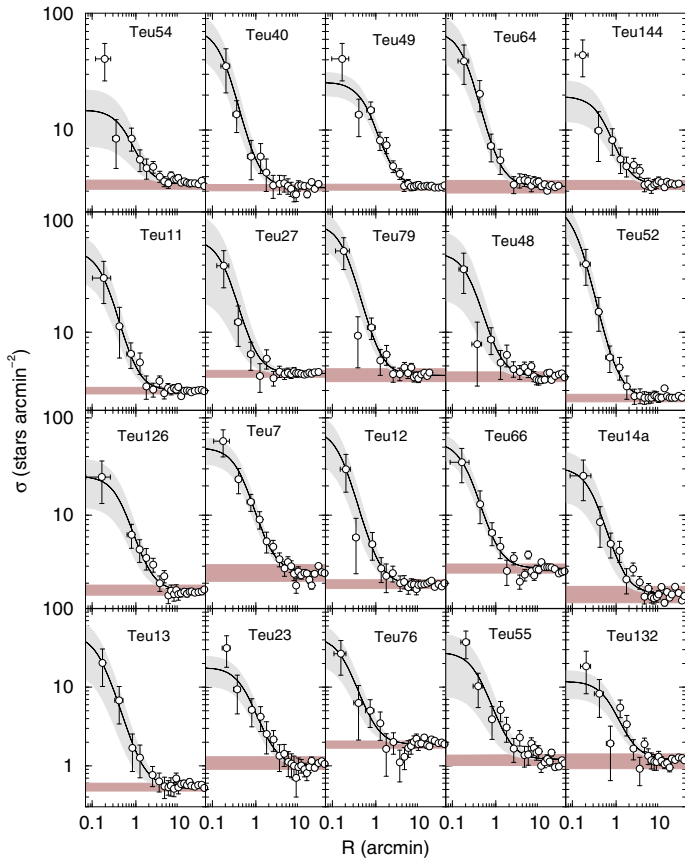 100
Teu54 Teu40 Teu49 Teu64 Teu144
10
100
Teu11 Teu27 Teu79 Teu48 Teu52
10
σ (stars arcmin⁻²)
100
Teu126 Teu7 Teu12 Teu66 Teu14a
10
100
Teu13 Teu23 Teu76 Teu55 Teu132
10
1
0.1 1 10 0.1 1 10 0.1 1 10 0.1 1 10 0.1 1 10
R (arcmin)